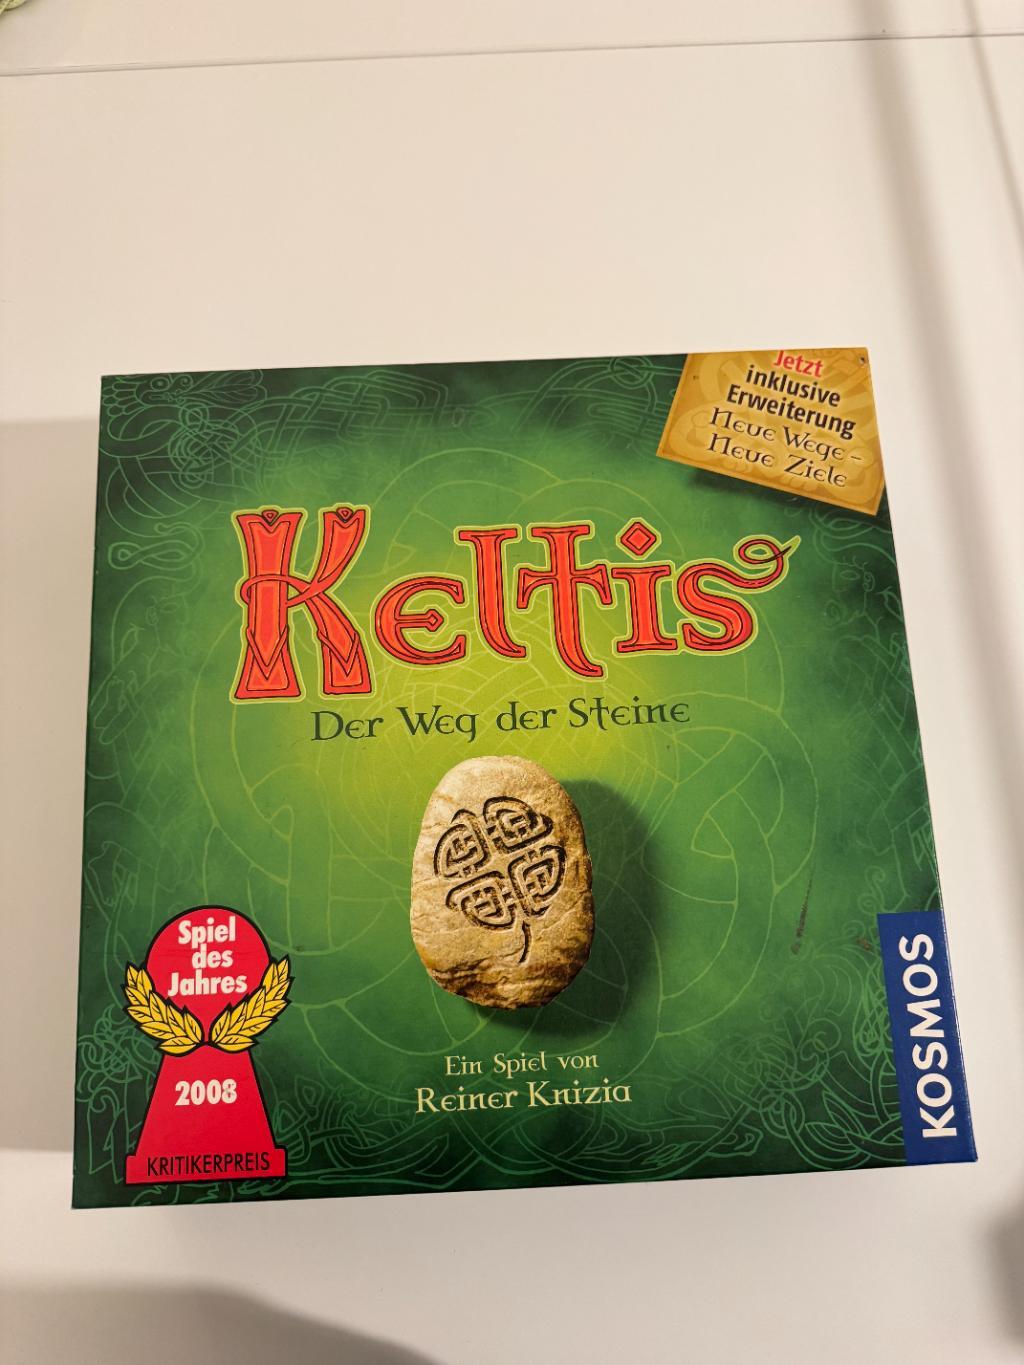 Jetzt
inklusive
Erweiterung
Neue Wege –
Neue Ziele
Keltis
Der Weg der Steine
Spiel
des
Jahres
2008
KRITIKERPREIS
Ein Spiel von
Reiner Knizia
KOSMOS